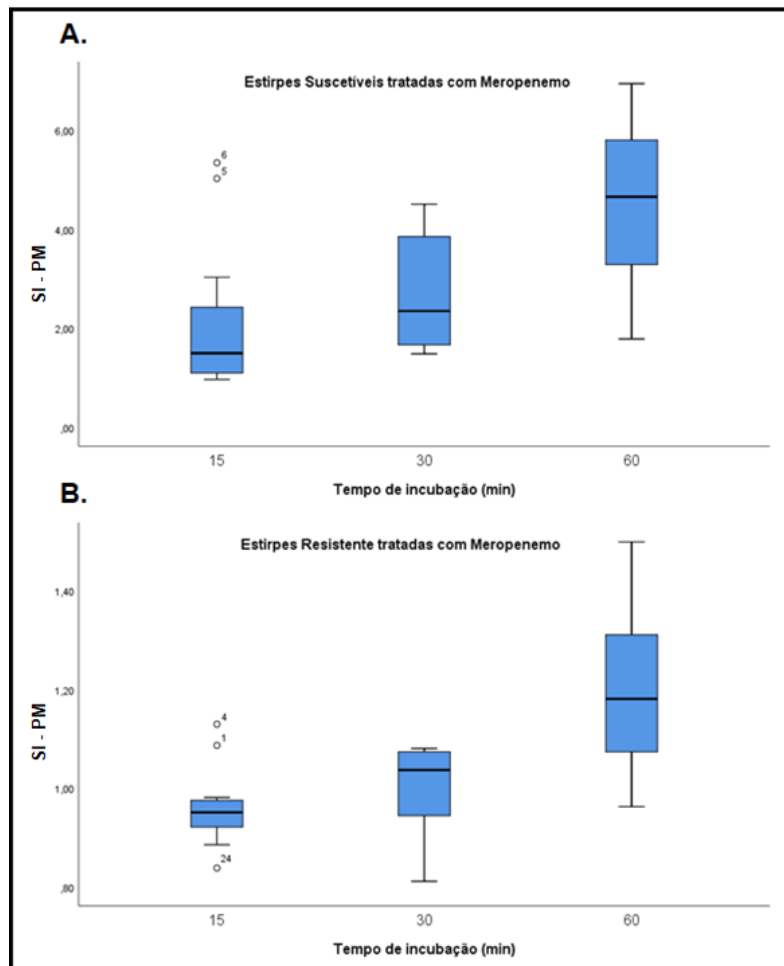 A.
Estirpes Suscetíveis tratadas com Meropenemo
6,00
4,00
2,00
,00
SI - PM
6
5
15 30 60
Tempo de incubação (min)
B.
Estirpes Resistente tratadas com Meropenemo
1,40
1,20
1,00
,80
SI - PM
4
1
24
15 30 60
Tempo de incubação (min)